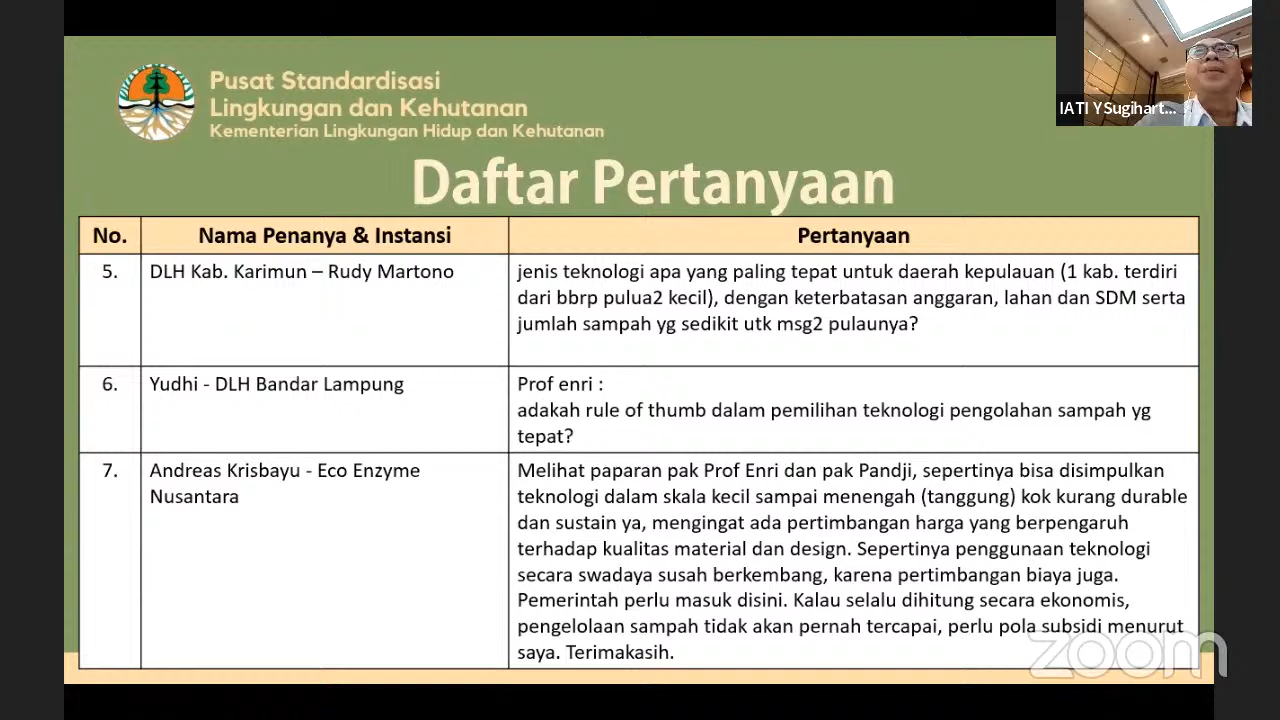 Pusat Standardisasi
Lingkungan dan Kehutanan
Kementerian Lingkungan Hidup dan Kehutanan
IATI YSugihart...
Daftar Pertanyaan
No.
Nama Penanya & Instansi
Pertanyaan
5.
DLH Kab. Karimun – Rudy Martono
jenis teknologi apa yang paling tepat untuk daerah kepulauan (1 kab. terdiri
dari bbrp pulua2 kecil), dengan keterbatasan anggaran, lahan dan SDM serta
jumlah sampah yg sedikit utk msg2 pulaunya?
6.
Yudhi - DLH Bandar Lampung
Prof enri :
adakah rule of thumb dalam pemilihan teknologi pengolahan sampah yg
tepat?
7.
Andreas Krisbayu - Eco Enzyme
Nusantara
Melihat paparan pak Prof Enri dan pak Pandji, sepertinya bisa disimpulkan
teknologi dalam skala kecil sampai menengah (tanggung) kok kurang durable
dan sustain ya, mengingat ada pertimbangan harga yang berpengaruh
terhadap kualitas material dan design. Sepertinya penggunaan teknologi
secara swadaya susah berkembang, karena pertimbangan biaya juga.
Pemerintah perlu masuk disini. Kalau selalu dihitung secara ekonomis,
pengelolaan sampah tidak akan pernah tercapai, perlu pola subsidi menurut
saya. Terimakasih.
zoom